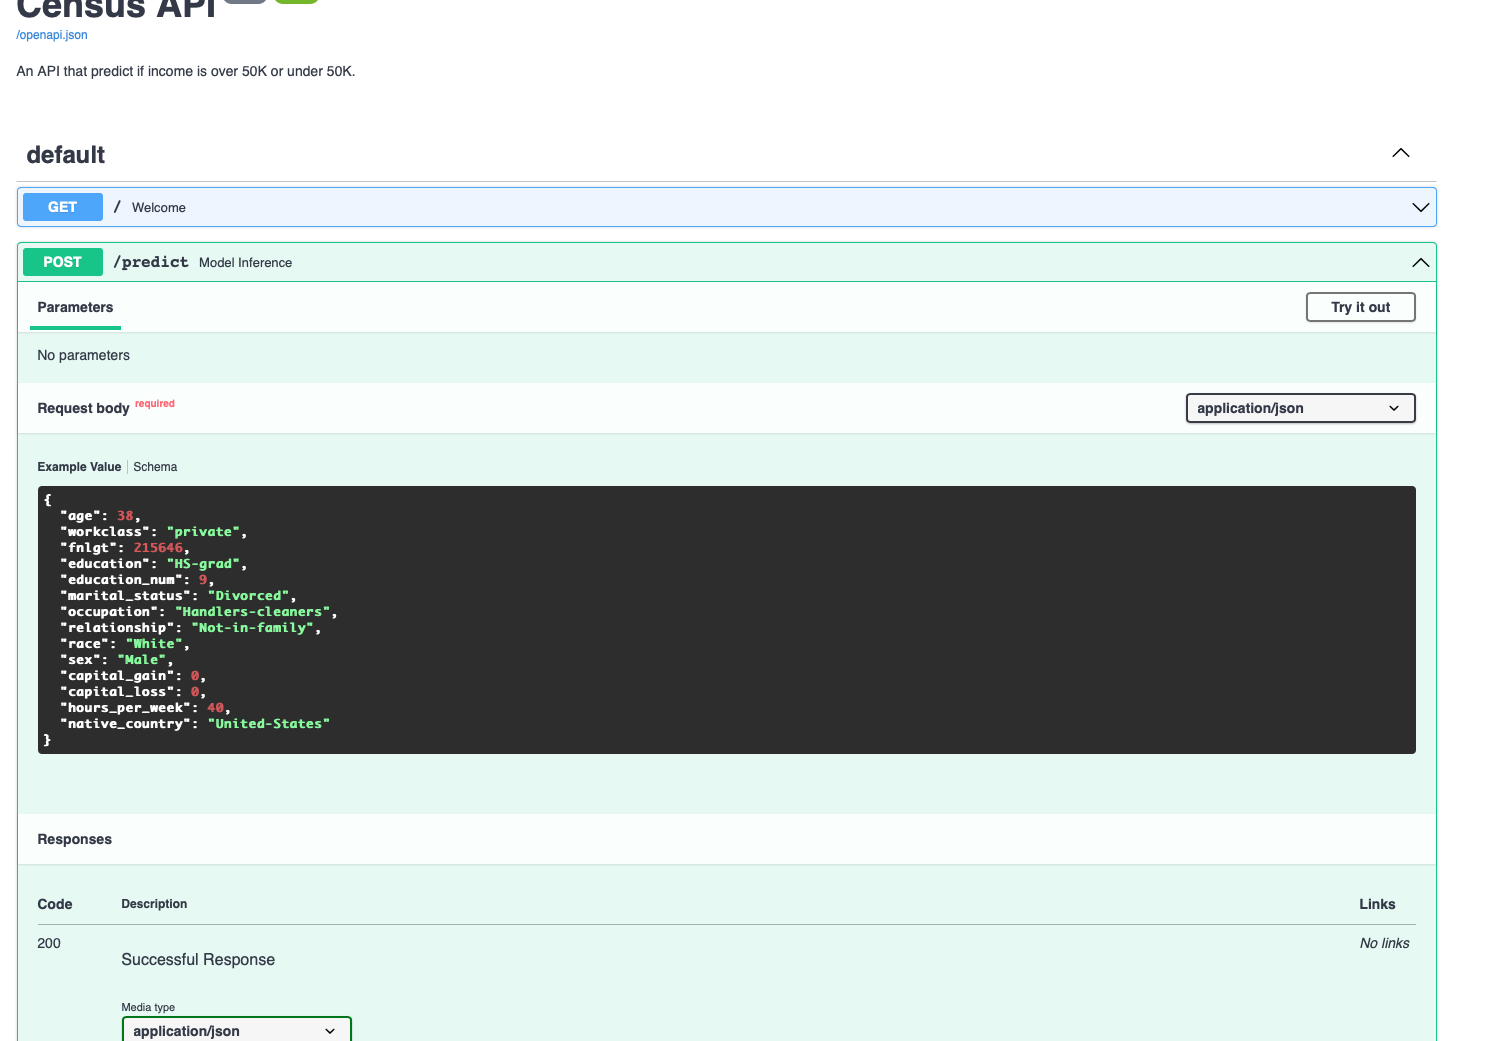 Census API
/openapi.json
An API that predict if income is over 50K or under 50K.
default
GET / Welcome
POST /predict Model Inference
Parameters
Try it out
No parameters
Request body required
application/json
Example Value Schema
{
"age": 38,
"workclass": "private",
"fnlgt": 215646,
"education": "HS-grad",
"education_num": 9,
"marital_status": "Divorced",
"occupation": "Handlers-cleaners",
"relationship": "Not-in-family",
"race": "White",
"sex": "Male",
"capital_gain": 0,
"capital_loss": 0,
"hours_per_week": 40,
"native_country": "United-States"
}
Responses
Code Description Links
200 No links
Successful Response
Media type
application/json